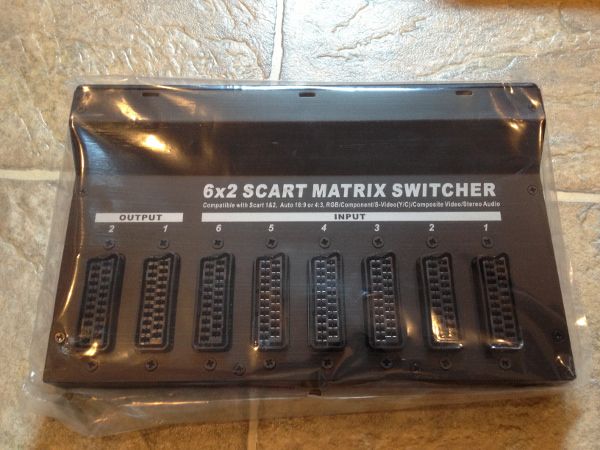 6x2 SCART MATRIX SWITCHER
Compatible with Scart 1&2, Auto 16:9 or 4:3, RGB/Component/S-Video(Y/C)/Composite Video/Stereo Audio
OUTPUT INPUT
2 1 6 5 4 3 2 1